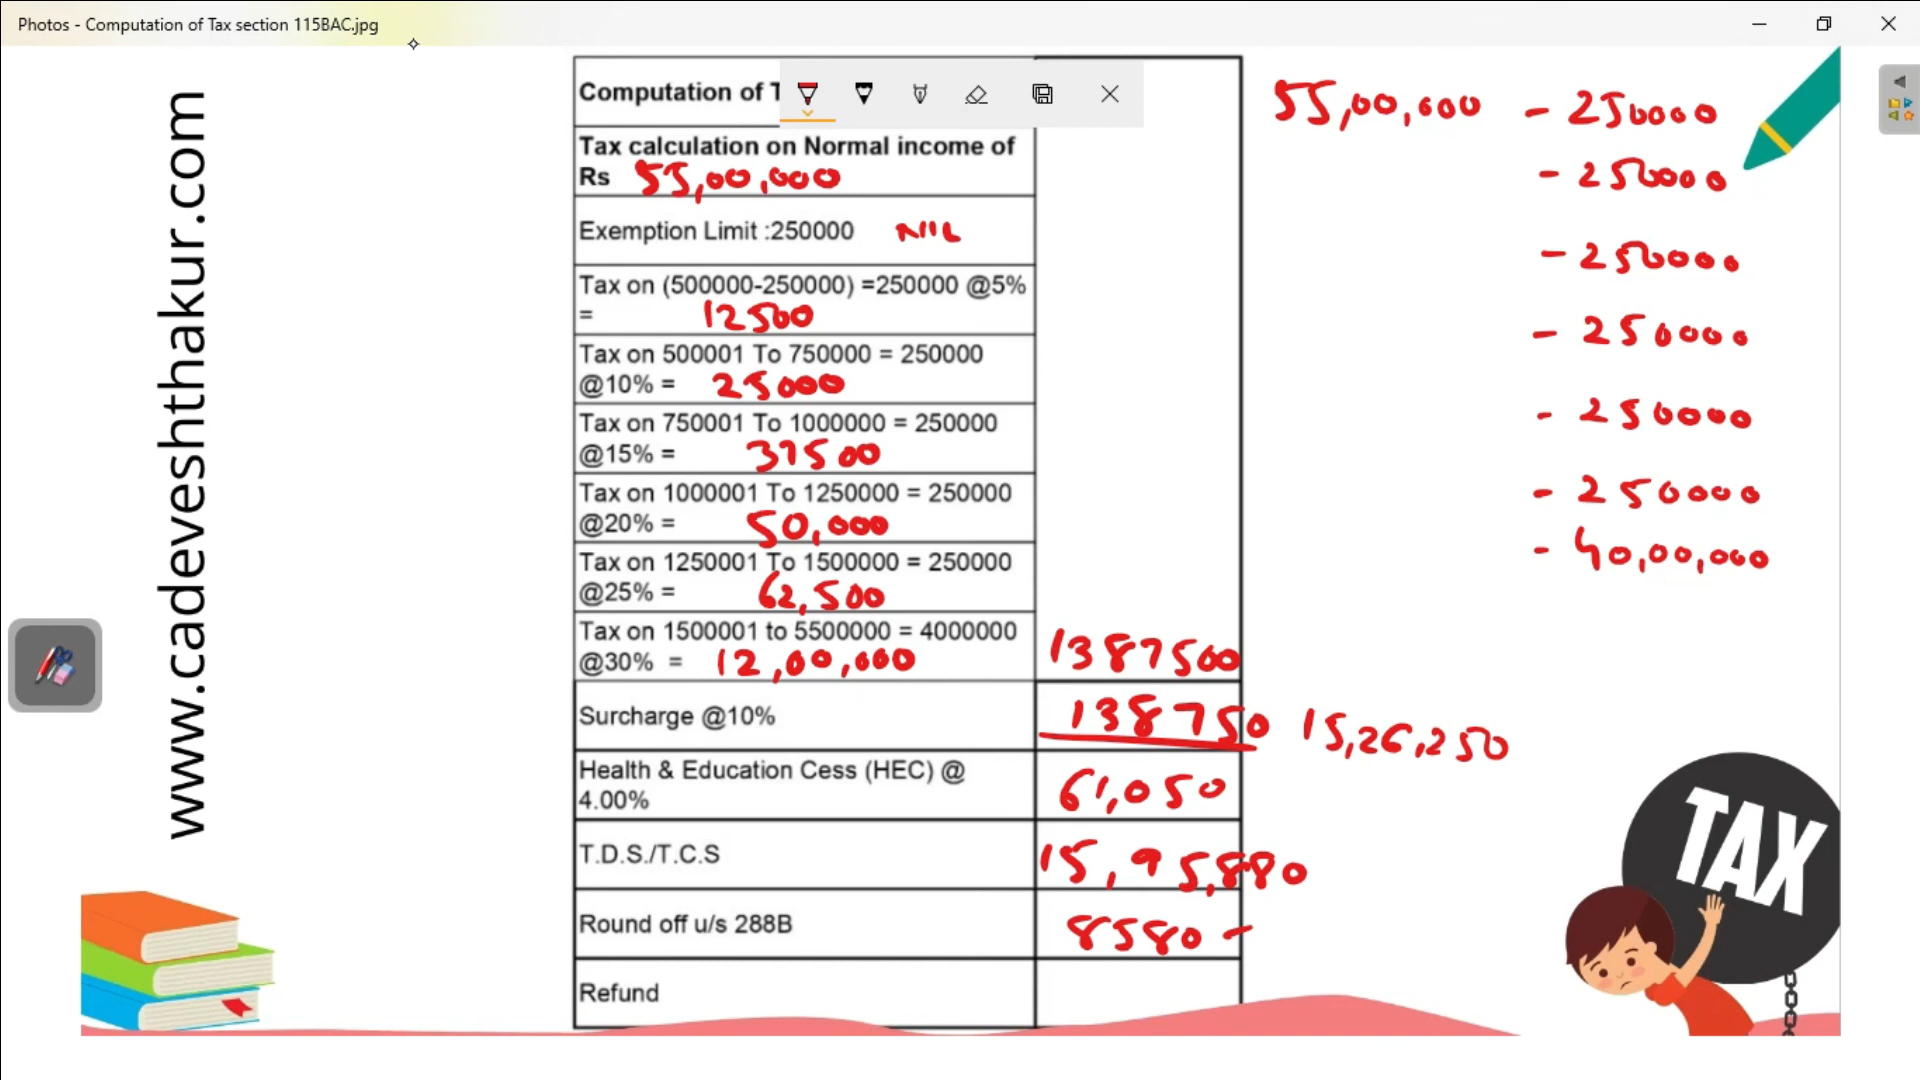 Photos - Computation of Tax section 115BAC.jpg
www.cadeveshthakur.com
Computation of T
Tax calculation on Normal income of
Rs 55,00,000
Exemption Limit :250000 NIL
Tax on (500000-250000) =250000 @5%
= 12500
Tax on 500001 To 750000 = 250000
@10% = 25000
Tax on 750001 To 1000000 = 250000
@15% = 37500
Tax on 1000001 To 1250000 = 250000
@20% = 50,000
Tax on 1250001 To 1500000 = 250000
@25% = 62,500
Tax on 1500001 to 5500000 = 4000000
@30% = 12,00,000 1387500
Surcharge @10% 138750 15,26,250
Health & Education Cess (HEC) @
4.00% 61,050
T.D.S./T.C.S 15,95,880
Round off u/s 288B 8580 -
Refund
55,00,000 - 250000
- 250000
- 250000
- 250000
- 250000
- 250000
- 40,00,000
TAX